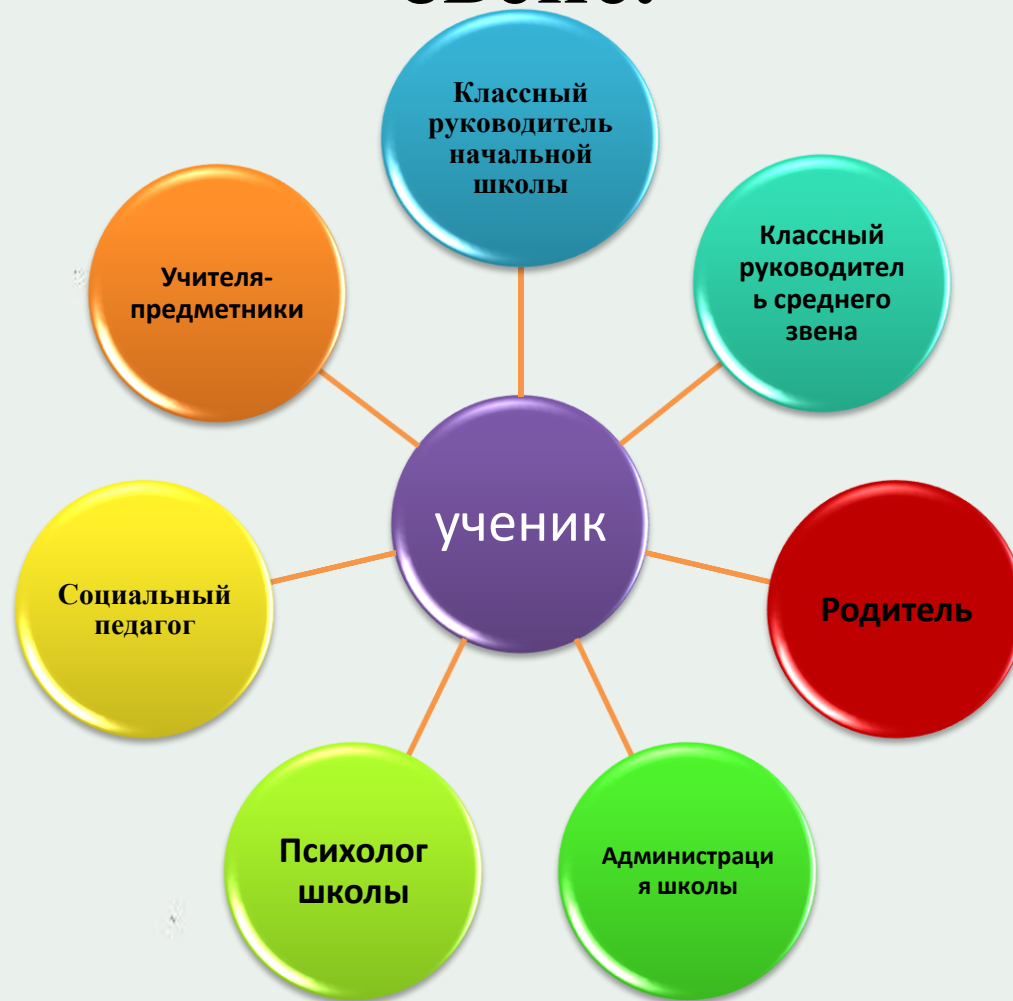 Классный
руководитель
начальной
школы
Классный
руководител
ь среднего
звена
Родитель
Администраци
я школы
Психолог
школы
Социальный
педагог
Учителя-
предметники
ученик